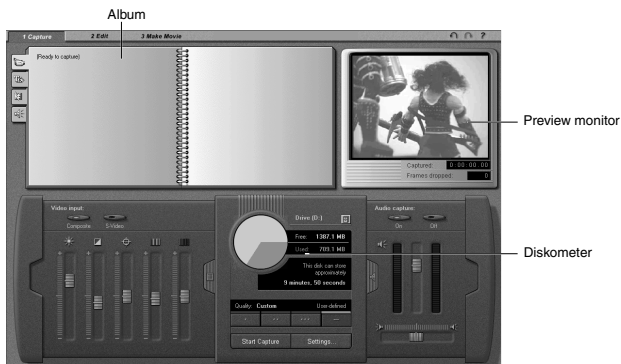 Album
1 Capture
2 Edit
3 Make Movie
?
[Ready to capture]
Preview monitor
Captured: 0:00:00.00
Frames dropped: 0
Video input:
Composite
S-Video
Drive (D:)
Free: 1387.1 MB
Used: 709.1 MB
This disk can store
approximately
9 minutes, 50 seconds
Diskometer
Audio capture:
On
Off
Quality: Custom
User-defined
Start Capture
Settings...